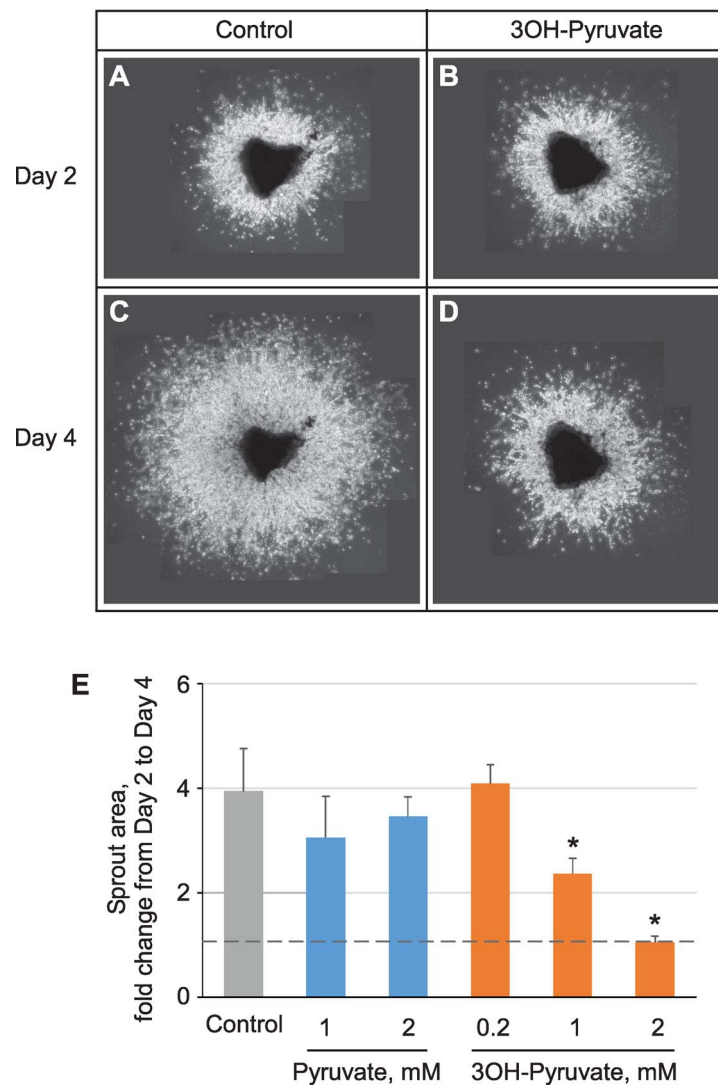 Control 3OH-Pyruvate
A B
Day 2
C D
Day 4
E
Sprout area,
fold change from Day 2 to Day 4
6
4
2
0
* *
Control 1 2 0.2 1 2
Pyruvate, mM 3OH-Pyruvate, mM